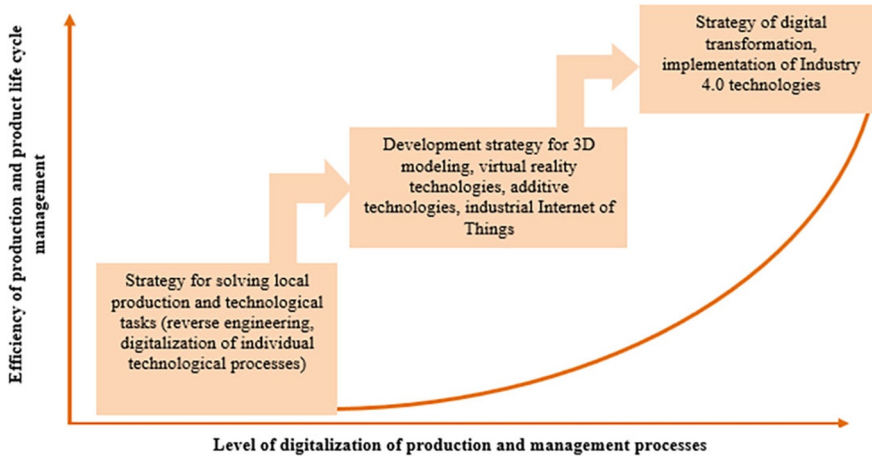 Efficiency of production and product life cycle
management
Strategy of digital
transformation,
implementation of Industry
4.0 technologies
Development strategy for 3D
modeling, virtual reality
technologies, additive
technologies, industrial Internet of
Things
Strategy for solving local
production and technological
tasks (reverse engineering,
digitalization of individual
technological processes)
Level of digitalization of production and management processes